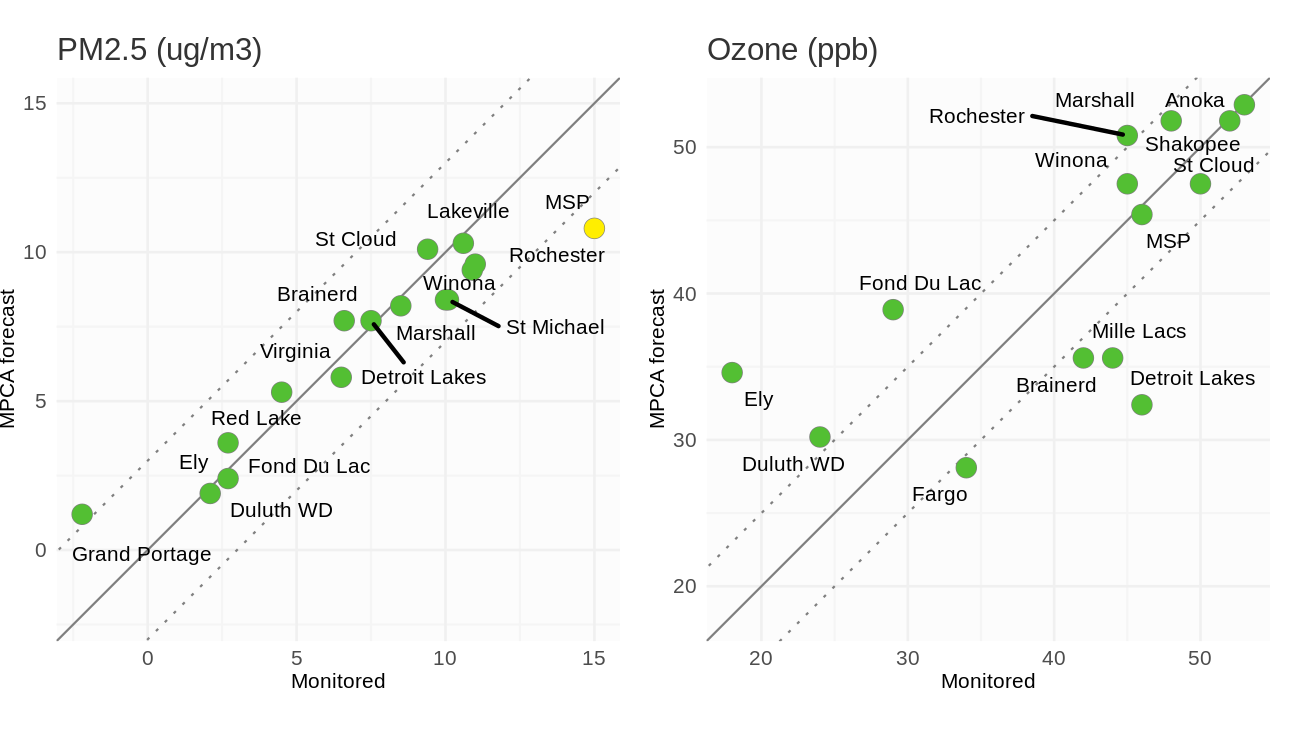 PM2.5 (ug/m3)
15
10
5
0
MPCA forecast
MSP
Lakeville
St Cloud
Rochester
Winona
Brainerd
St Michael
Marshall
Virginia
Detroit Lakes
Red Lake
Ely
Fond Du Lac
Duluth WD
Grand Portage
0
5
10
15
Monitored
Ozone (ppb)
50
40
30
20
MPCA forecast
Marshall
Anoka
Rochester
Shakopee
Winona
St Cloud
MSP
Fond Du Lac
Mille Lacs
Detroit Lakes
Brainerd
Ely
Duluth WD
Fargo
20
30
40
50
Monitored